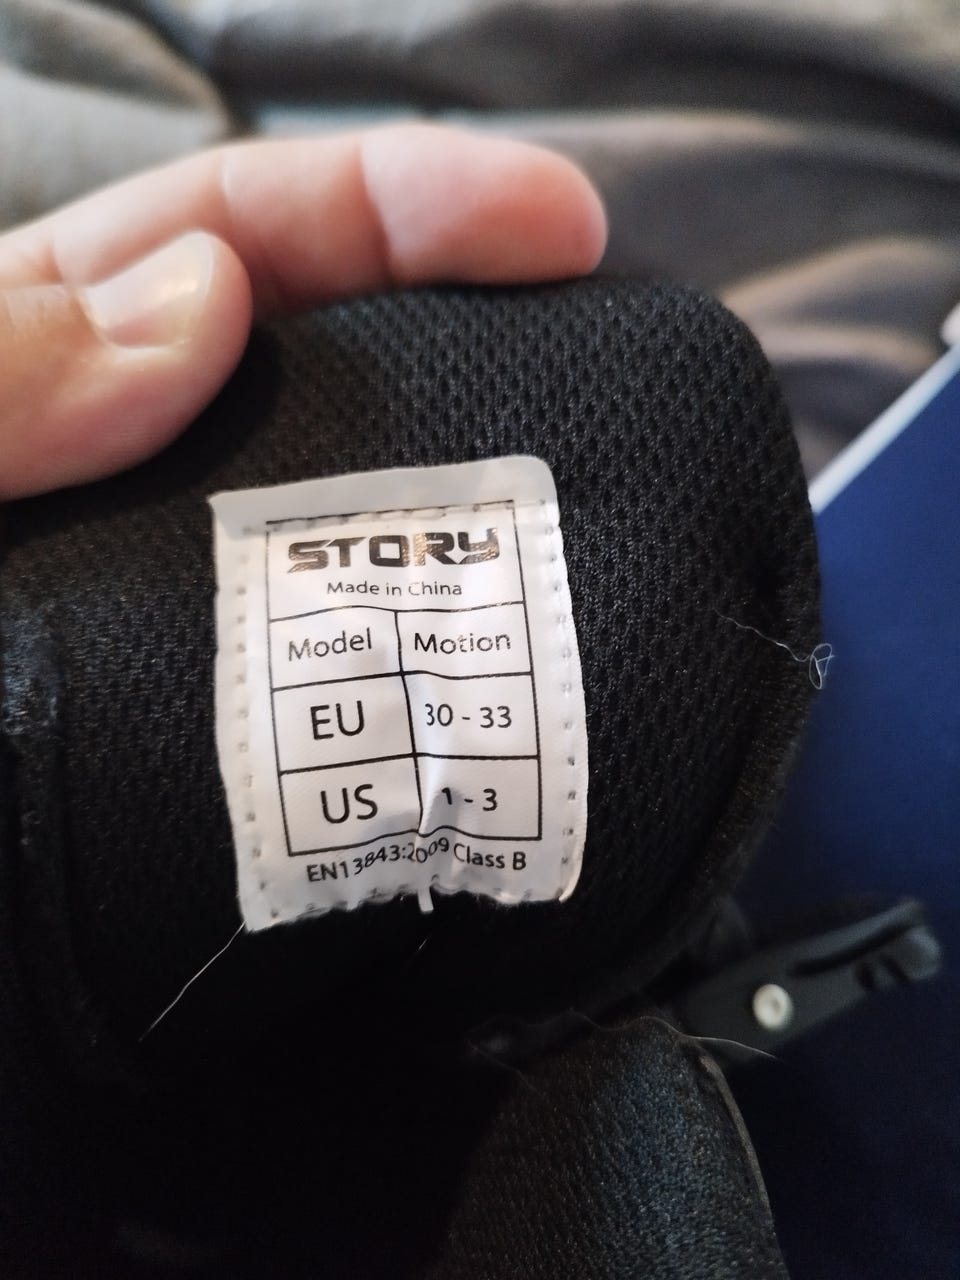 STORY
Made in China
Model Motion
EU 30 - 33
US 1 - 3
EN13843:2009 Class B